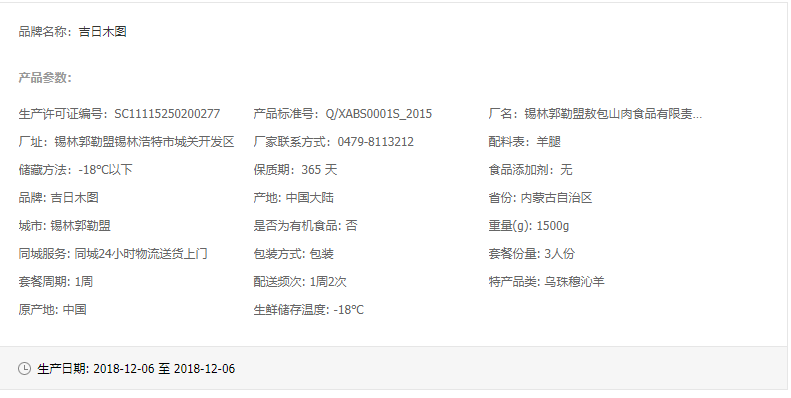 品牌名称: 吉日木图
产品参数:
生产许可证编号: SC11115250200277 产品标准号: Q/XABS0001S_2015 厂名: 锡林郭勒盟敖包山肉食品有限责...
厂址: 锡林郭勒盟锡林浩特市域关开发区 厂家联系方式: 0479-8113212 配料表: 羊腿
储藏方法: -18℃以下 保质期: 365 天 食品添加剂: 无
品牌: 吉日木图 产地: 中国大陆 省份: 内蒙古自治区
城市: 锡林郭勒盟 是否为有机食品: 否 重量(g): 1500g
同城服务: 同城24小时物流送货上门 包装方式: 包装 套餐份量: 3人份
套餐周期: 1周 配送频次: 1周2次 特产品类: 乌珠穆沁羊
原产地: 中国 生鲜储存温度: -18℃
生产日期: 2018-12-06 至 2018-12-06